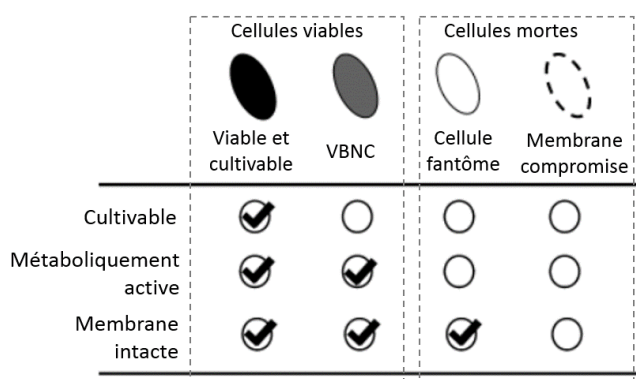 Cellules viables
Cellules mortes
Viable et
cultivable
VBNC
Cellule
fantôme
Membrane
compromise
Cultivable
Métaboliquement
active
Membrane
intacte